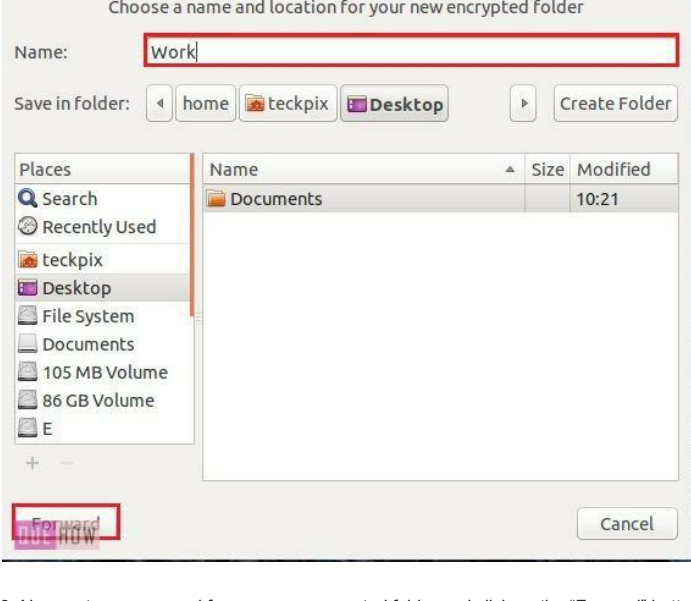 Choose a name and location for your new encrypted folder
Name: Work
Save in folder: home teckpix Desktop Create Folder
Places
Search
Recently Used
teckpix
Desktop
File System
Documents
105 MB Volume
86 GB Volume
E
Name Size Modified
Documents 10:21
Forward
Cancel